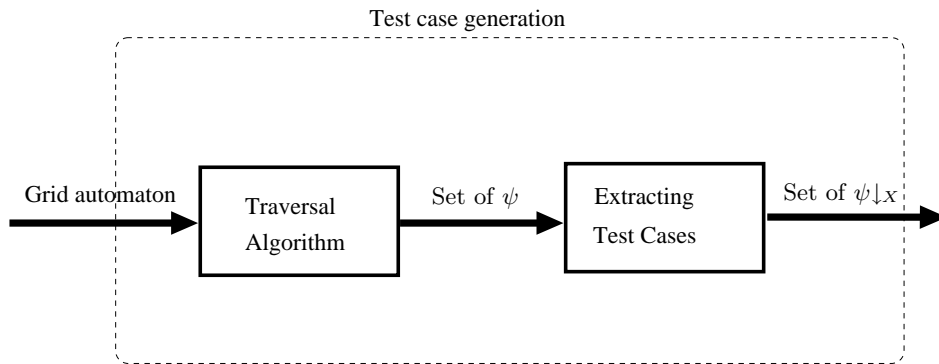 Test case generation
Grid automaton
Traversal
Algorithm
Set of ψ
Extracting
Test Cases
Set of ψ↓X